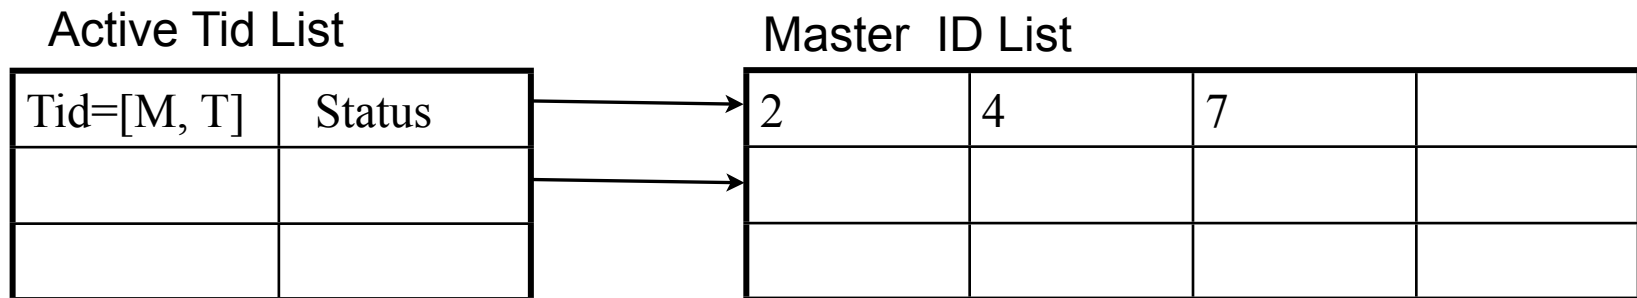 Active Tid List
Master ID List
Tid=[M, T] Status
2 4 7